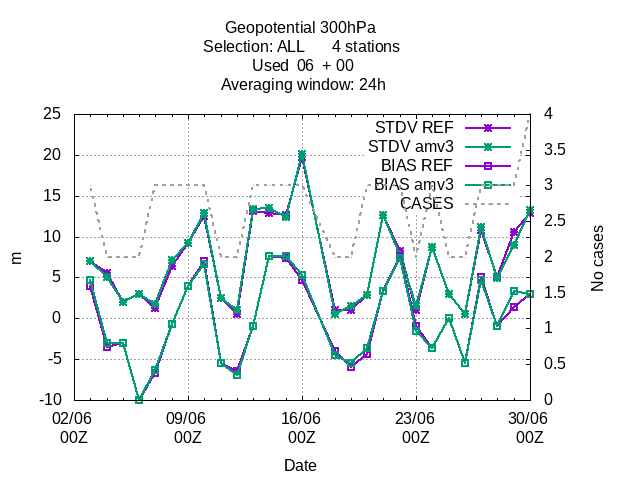 Geopotential 300hPa
Selection: ALL 4 stations
Used 06 + 00
Averaging window: 24h
25
20
15
10
5
0
-5
-10
m
4
3.5
3
2.5
2
1.5
1
0.5
0
No cases
STDV REF
STDV amv3
BIAS REF
BIAS amv3
CASES
02/06 09/06 16/06 23/06 30/06
00Z 00Z 00Z 00Z 00Z
Date